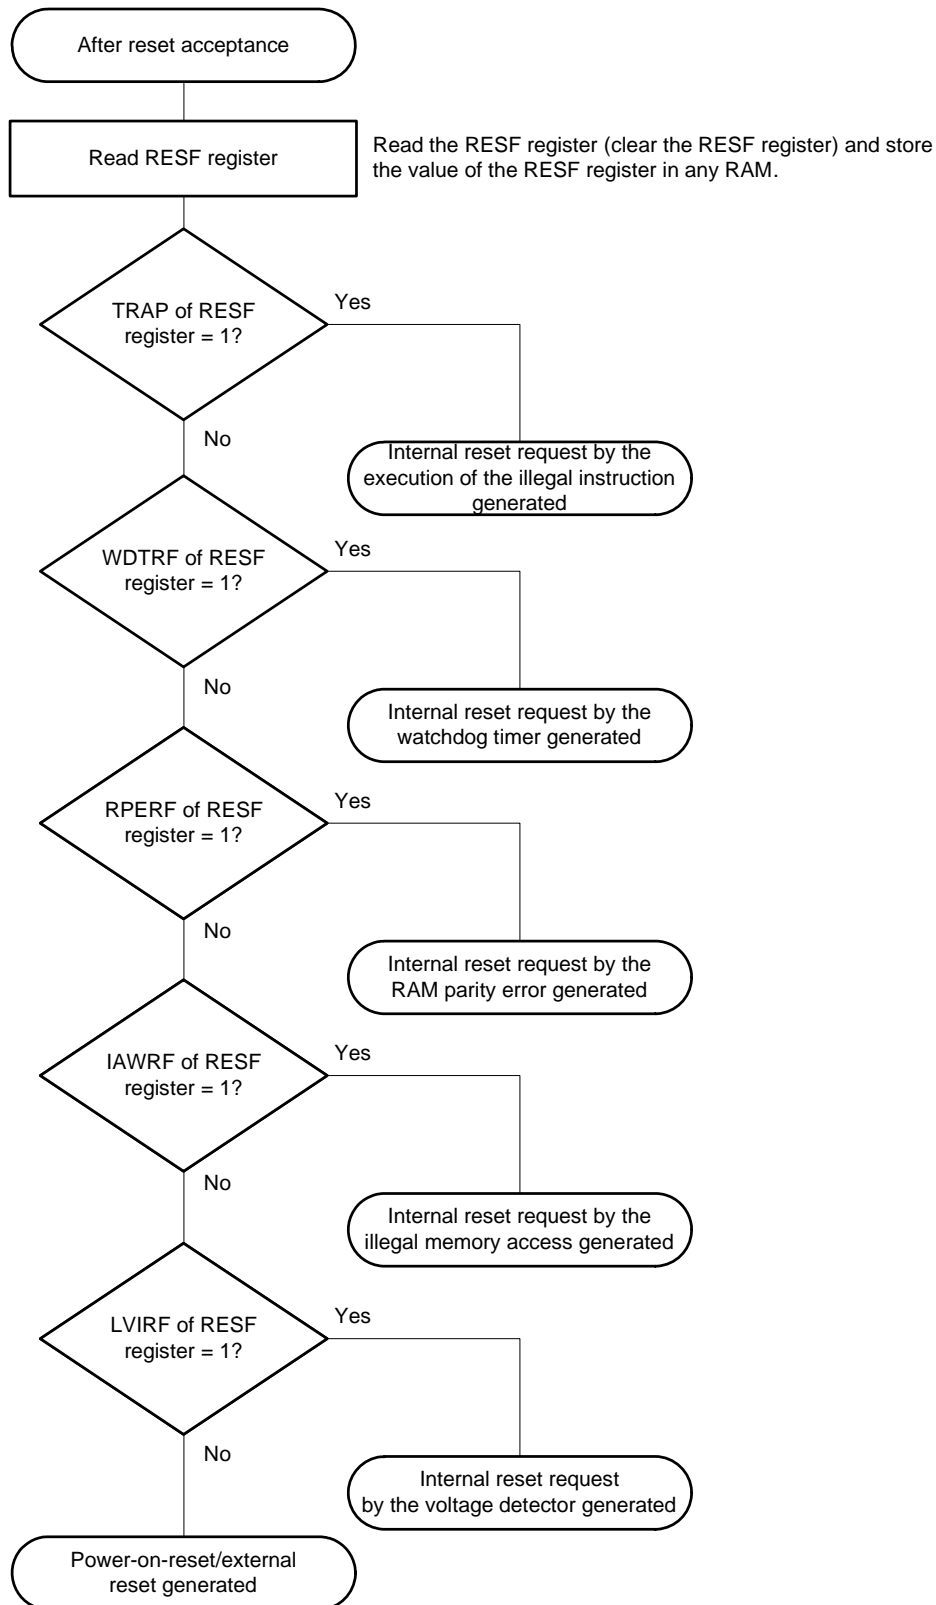 After reset acceptance
Read RESF register
Read the RESF register (clear the RESF register) and store
the value of the RESF register in any RAM.
TRAP of RESF
register = 1?
Yes
No
Internal reset request by the
execution of the illegal instruction
generated
WDTRF of RESF
register = 1?
Yes
No
Internal reset request by the
watchdog timer generated
RPERF of RESF
register = 1?
Yes
No
Internal reset request by the
RAM parity error generated
IAWRF of RESF
register = 1?
Yes
No
Internal reset request by the
illegal memory access generated
LVIRF of RESF
register = 1?
Yes
No
Internal reset request
by the voltage detector generated
Power-on-reset/external
reset generated